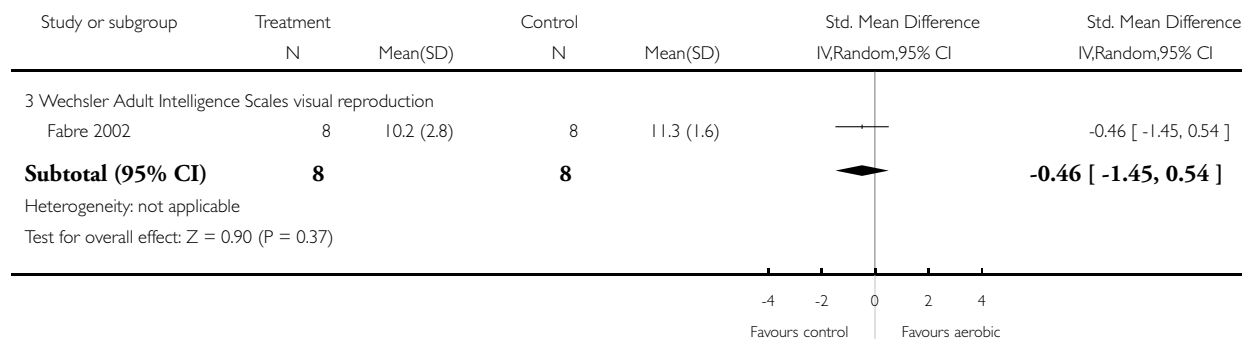 Study or subgroup Treatment Control Std. Mean Difference Std. Mean Difference
N Mean(SD) N Mean(SD) IV,Random,95% CI IV,Random,95% CI
3 Wechsler Adult Intelligence Scales visual reproduction
Fabre 2002 8 10.2 (2.8) 8 11.3 (1.6) -0.46 [ -1.45, 0.54 ]
Subtotal (95% CI) 8 8 -0.46 [ -1.45, 0.54 ]
Heterogeneity: not applicable
Test for overall effect: Z = 0.90 (P = 0.37)
-4 -2 0 2 4
Favours control Favours aerobic